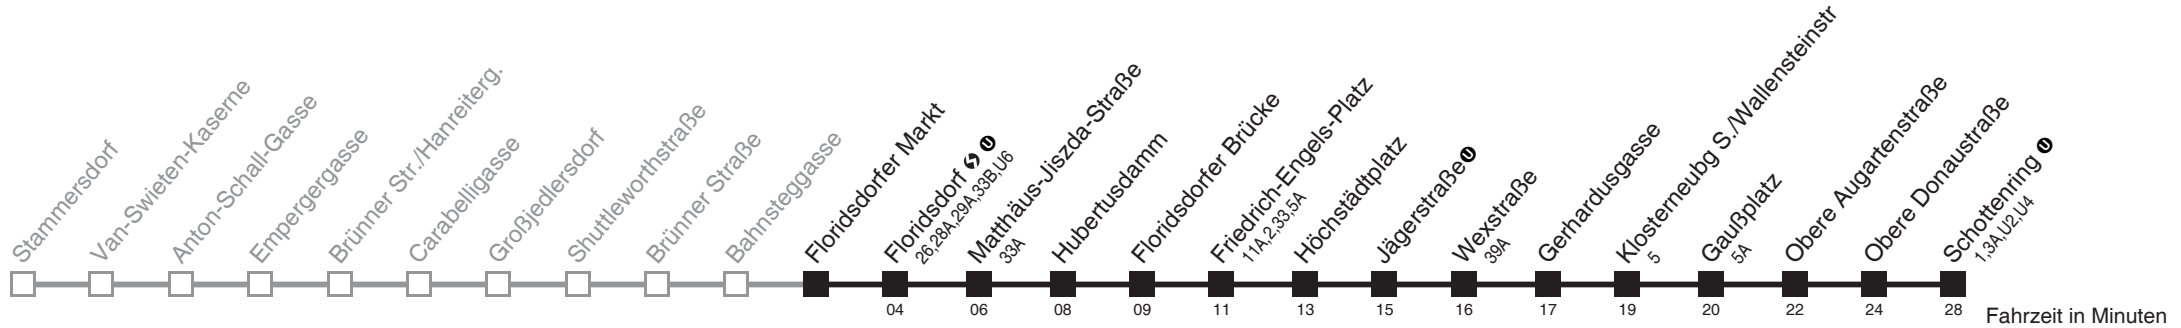 Stammersdorf
Van-Swieten-Kaserne
Anton-Schall-Gasse
Empergergasse
Brünner Str./Hanreiterg.
Carabelligasse
Großjedlersdorf
Shuttleworthstraße
Brünner Straße
Bahnsteggasse
Floridsdorfer Markt
Floridsdorf S U
26,28A,29A,33B,U6
Matthäus-Jiszda-Straße
33A
Hubertusdamm
Floridsdorfer Brücke
Friedrich-Engels-Platz
11A,2,33,5A
Höchstädtplatz
Jägerstraße U
Wexstraße
39A
Gerhardusgasse
Klosterneubg S./Wallensteinstr
5
Gaußplatz
5A
Obere Augartenstraße
Obere Donaustraße
Schottenring U
1,3A,U2,U4
04 06 08 09 11 13 15 16 17 19 20 22 24 28 Fahrzeit in Minuten